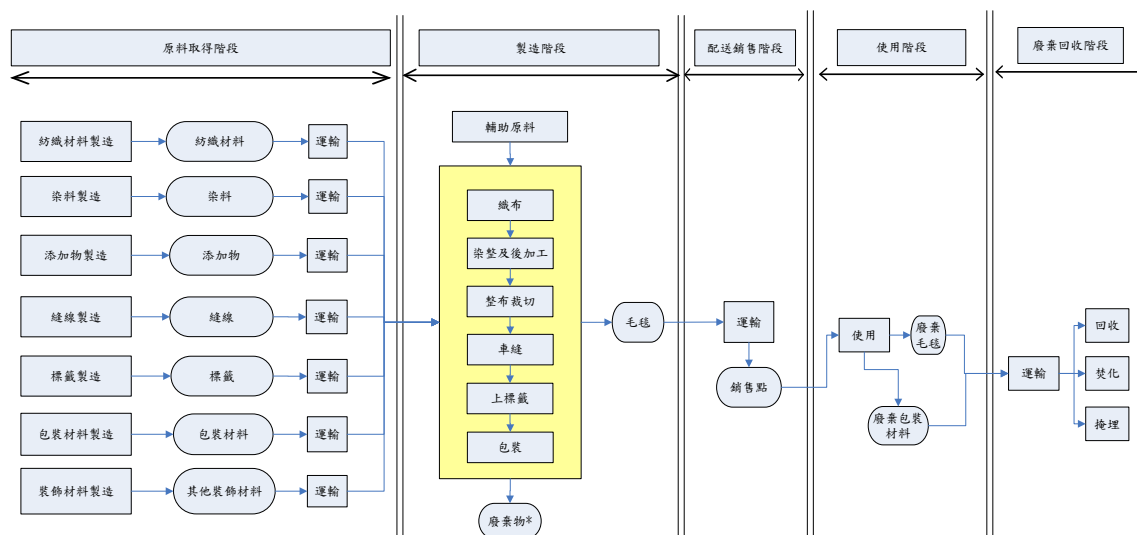 原料取得階段
製造階段
配送銷售階段
使用階段
廢棄回收階段
紡織材料製造
紡織材料
運輸
染料製造
染料
運輸
添加物製造
添加物
運輸
縫線製造
縫線
運輸
標籤製造
標籤
運輸
包裝材料製造
包裝材料
運輸
裝飾材料製造
其他裝飾材料
運輸
輔助原料
織布
染整及後加工
整布裁切
車縫
上標籤
包裝
廢棄物*
毛毯
運輸
銷售點
使用
廢棄
毛毯
廢棄包裝
材料
運輸
回收
焚化
掩埋